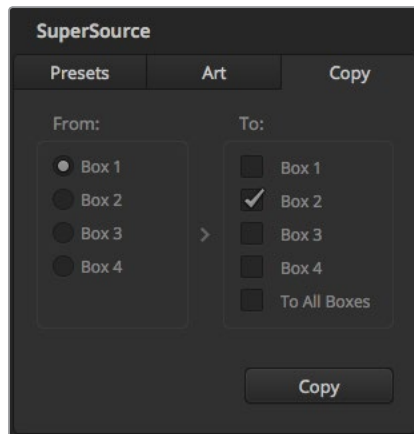 SuperSource
Presets Art Copy
From: To:
Box 1 Box 1
Box 2 Box 2
Box 3 > Box 3
Box 4 Box 4
To All Boxes
Copy